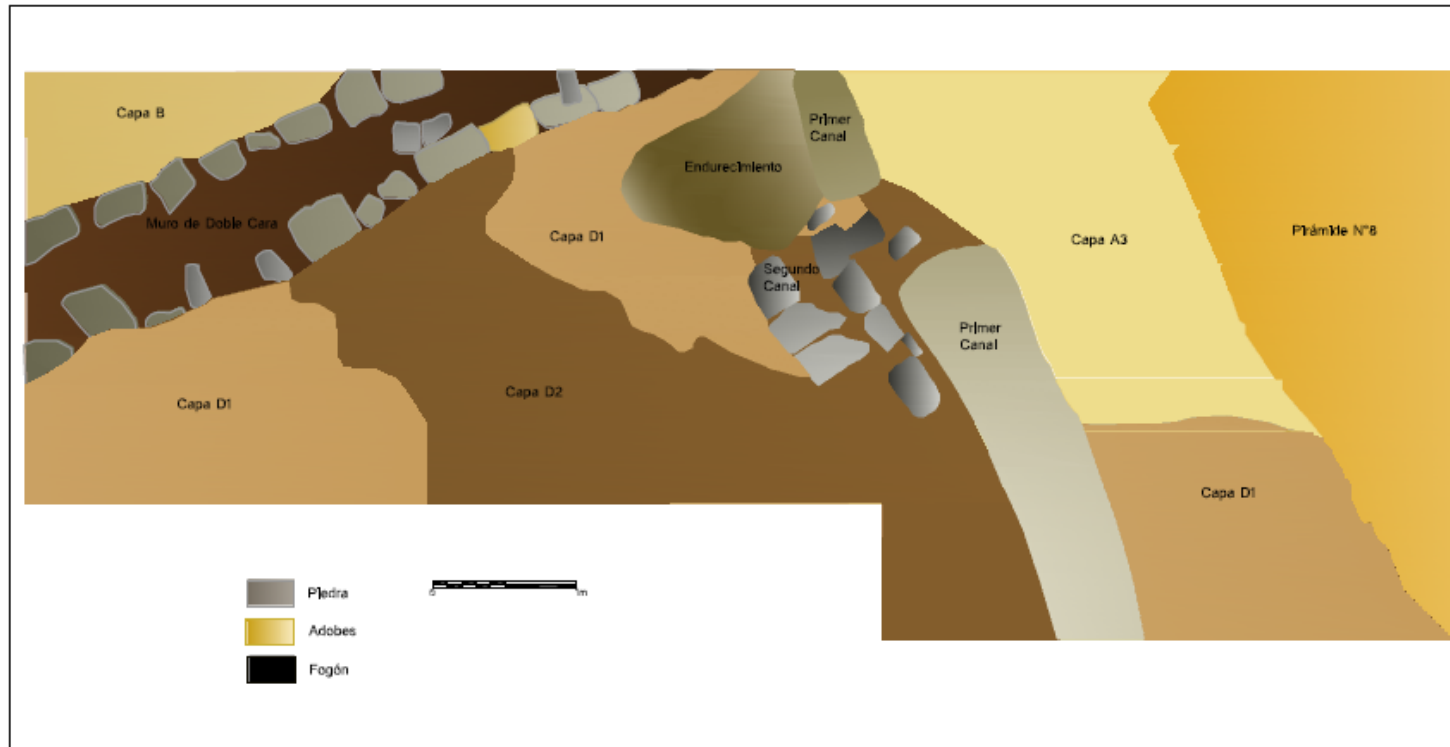 Capa B
Primer
Canal
Endurecimiento
Muro de Doble Cara
Capa D1
Capa A3
Pirámide N°8
Segundo
Canal
Primer
Canal
Capa D1
Capa D2
Capa D1
Piedra
0 1m
Adobes
Fogón